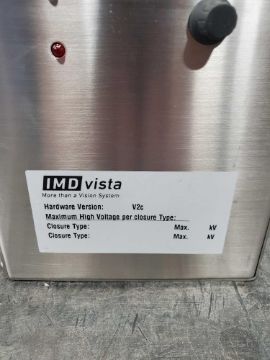 IMD vista
More than a Vision System
Hardware Version: V2c
Maximum High Voltage per closure Type:
Closure Type: Max. kV
Closure Type: Max. kV